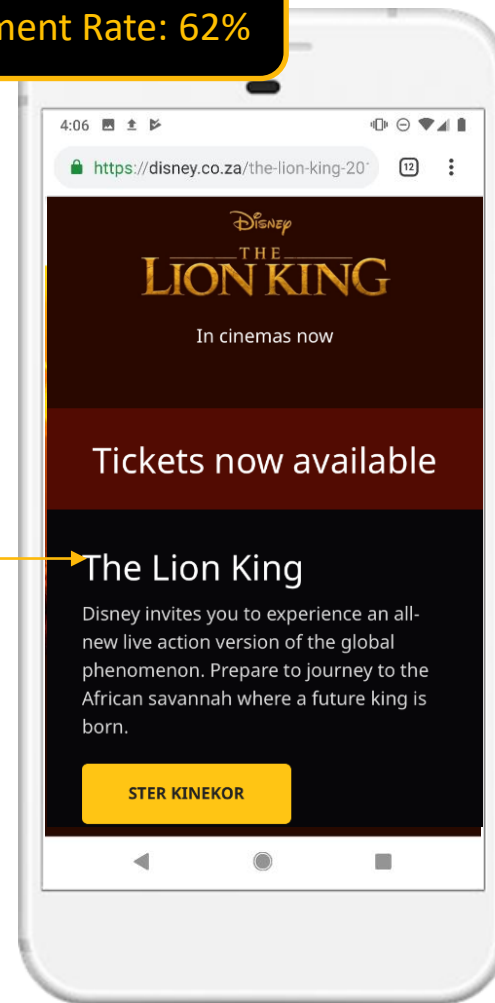 Rate: 62%
4:06
https://disney.co.za/the-lion-king-20
12
Disney
THE
LION KING
In cinemas now
Tickets now available
The Lion King
Disney invites you to experience an all-
new live action version of the global
phenomenon. Prepare to journey to the
African savannah where a future king is
born.
STER KINEKOR